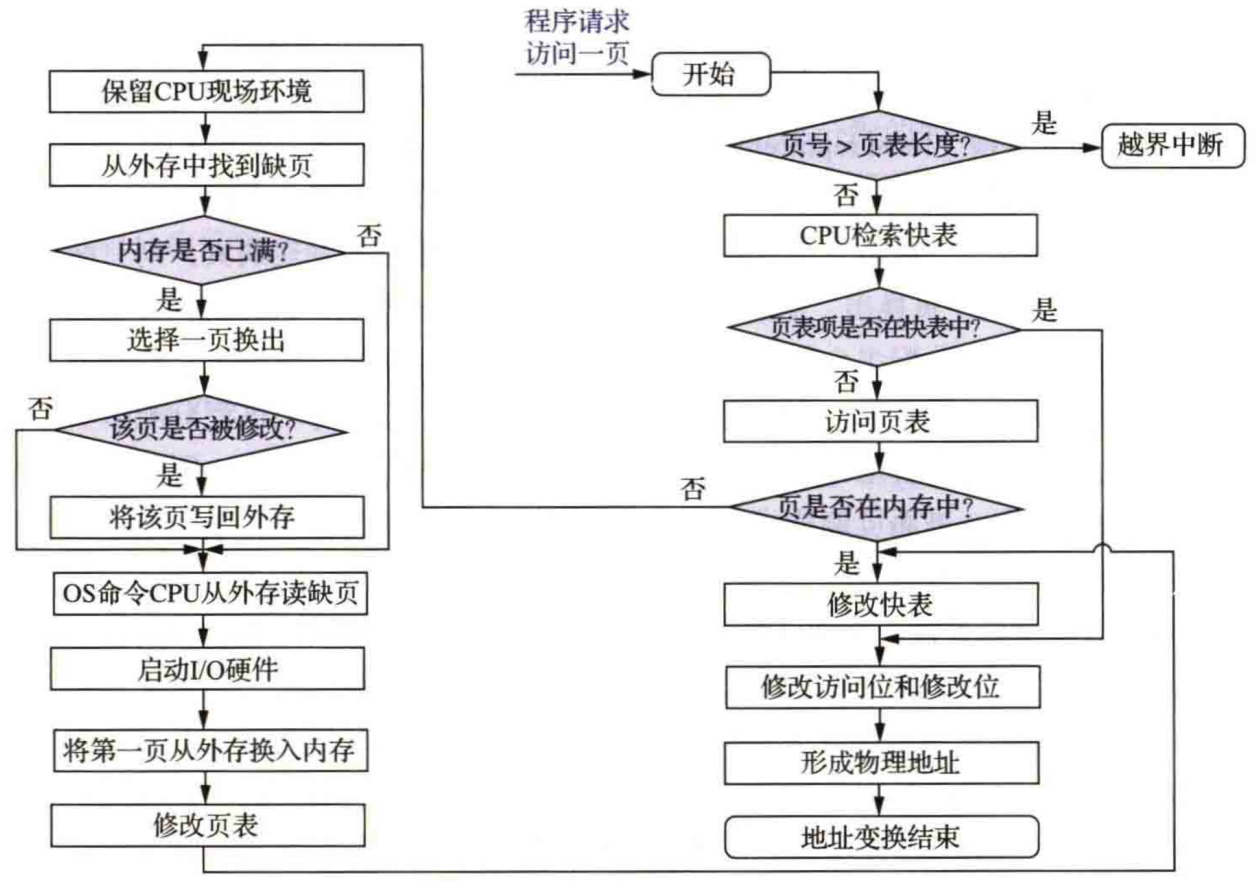 程序请求
访问一页
开始
页号 > 页表长度?
是
越界中断
否
CPU检索快表
页表项是否在快表中?
是
否
访问页表
页是否在内存中?
否
是
修改快表
修改访问位和修改位
形成物理地址
地址变换结束
保留CPU现场环境
从外存中找到缺页
内存是否已满?
否
是
选择一页换出
该页是否被修改?
否
是
将该页写回外存
OS命令CPU从外存读缺页
启动I/O硬件
将第一页从外存换入内存
修改页表